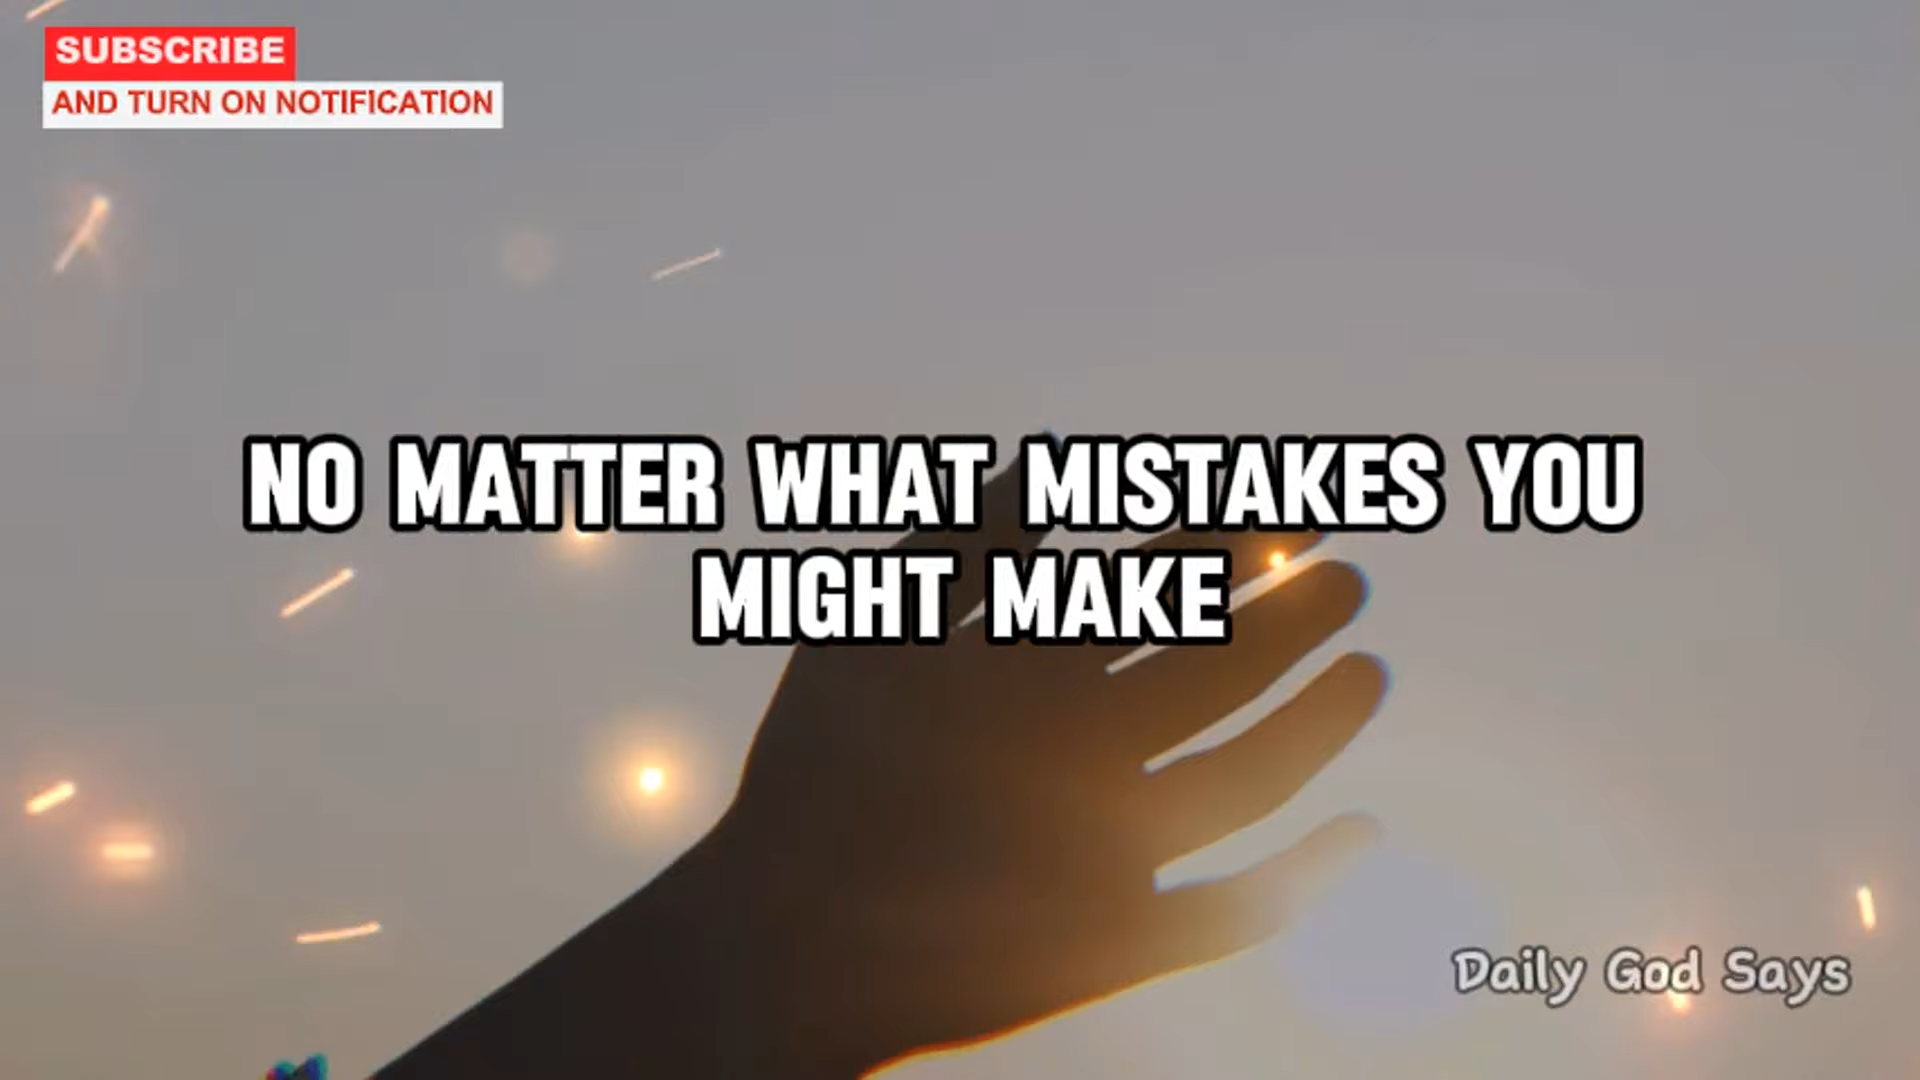 SUBSCRIBE
AND TURN ON NOTIFICATION
NO MATTER WHAT MISTAKES YOU
MIGHT MAKE
Daily God Says